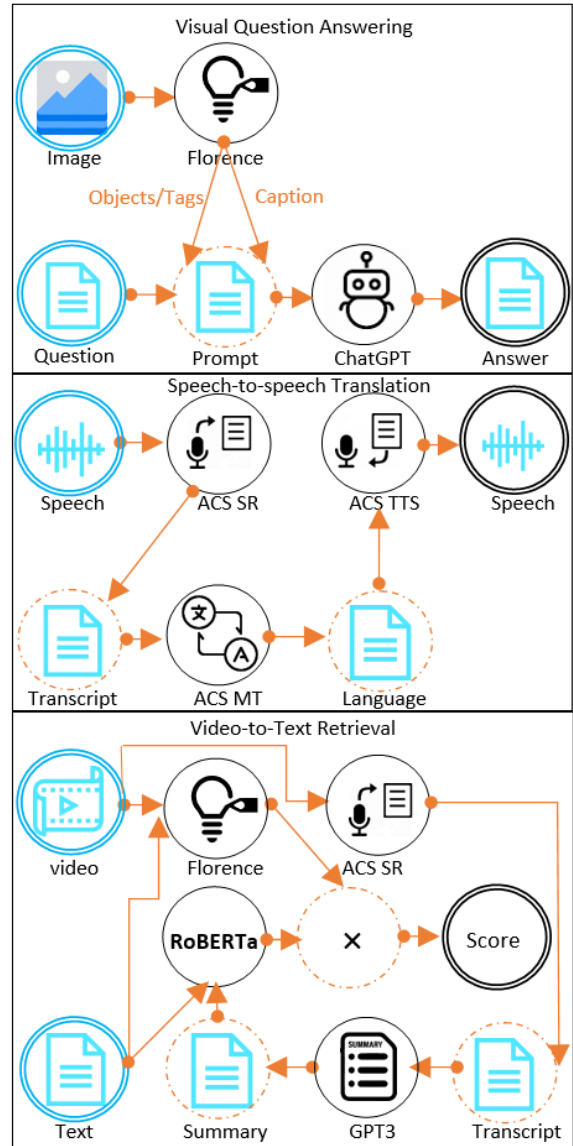 Visual Question Answering
Image
Florence
Objects/Tags
Caption
Question
Prompt
ChatGPT
Answer
Speech-to-speech Translation
Speech
ACS SR
ACS TTS
Speech
文
A
Transcript
ACS MT
Language
Video-to-Text Retrieval
video
Florence
ACS SR
RoBERTa
×
Score
SUMMARY
Text
Summary
GPT3
Transcript